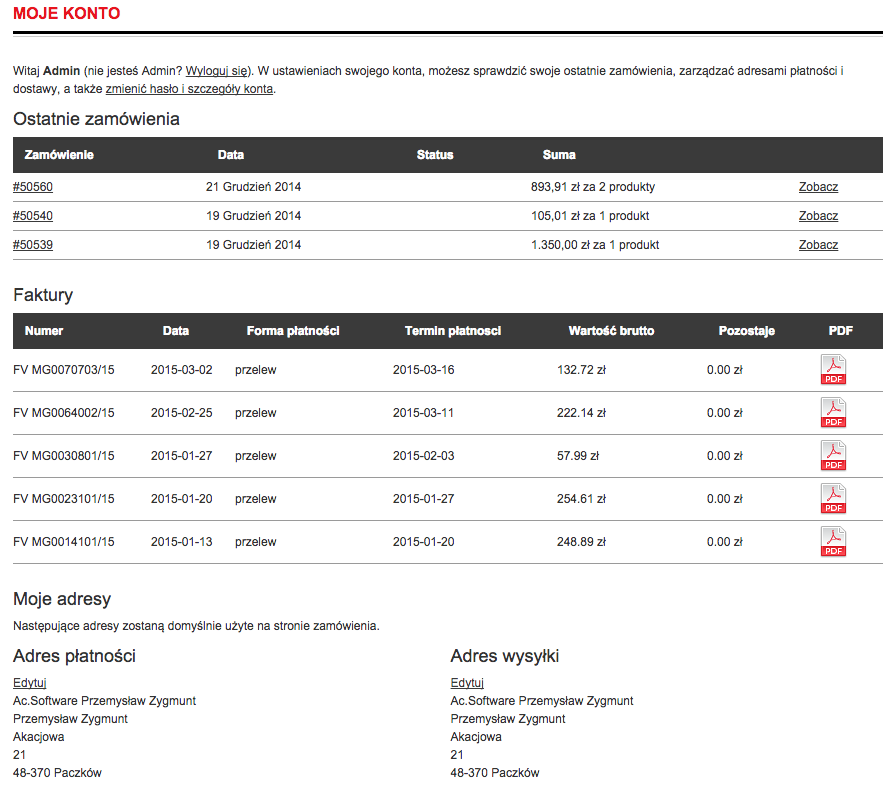 MOJE KONTO
Witaj Admin (nie jesteś Admin? Wyloguj się). W ustawieniach swojego konta, możesz sprawdzić swoje ostatnie zamówienia, zarządzać adresami płatności i
dostawy, a także zmienić hasło i szczegóły konta.
Ostatnie zamówienia
Zamówienie Data Status Suma
#50560 21 Grudzień 2014 893,91 zł za 2 produkty Zobacz
#50540 19 Grudzień 2014 105,01 zł za 1 produkt Zobacz
#50539 19 Grudzień 2014 1.350,00 zł za 1 produkt Zobacz
Faktury
Numer Data Forma płatności Termin płatnosci Wartość brutto Pozostaje PDF
FV MG0070703/15 2015-03-02 przelew 2015-03-16 132.72 zł 0.00 zł PDF
FV MG0064002/15 2015-02-25 przelew 2015-03-11 222.14 zł 0.00 zł PDF
FV MG0030801/15 2015-01-27 przelew 2015-02-03 57.99 zł 0.00 zł PDF
FV MG0023101/15 2015-01-20 przelew 2015-01-27 254.61 zł 0.00 zł PDF
FV MG0014101/15 2015-01-13 przelew 2015-01-20 248.89 zł 0.00 zł PDF
Moje adresy
Następujące adresy zostaną domyślnie użyte na stronie zamówienia.
Adres płatności
Edytuj
Ac.Software Przemysław Zygmunt
Przemysław Zygmunt
Akacjowa
21
48-370 Paczków
Adres wysyłki
Edytuj
Ac.Software Przemysław Zygmunt
Przemysław Zygmunt
Akacjowa
21
48-370 Paczków